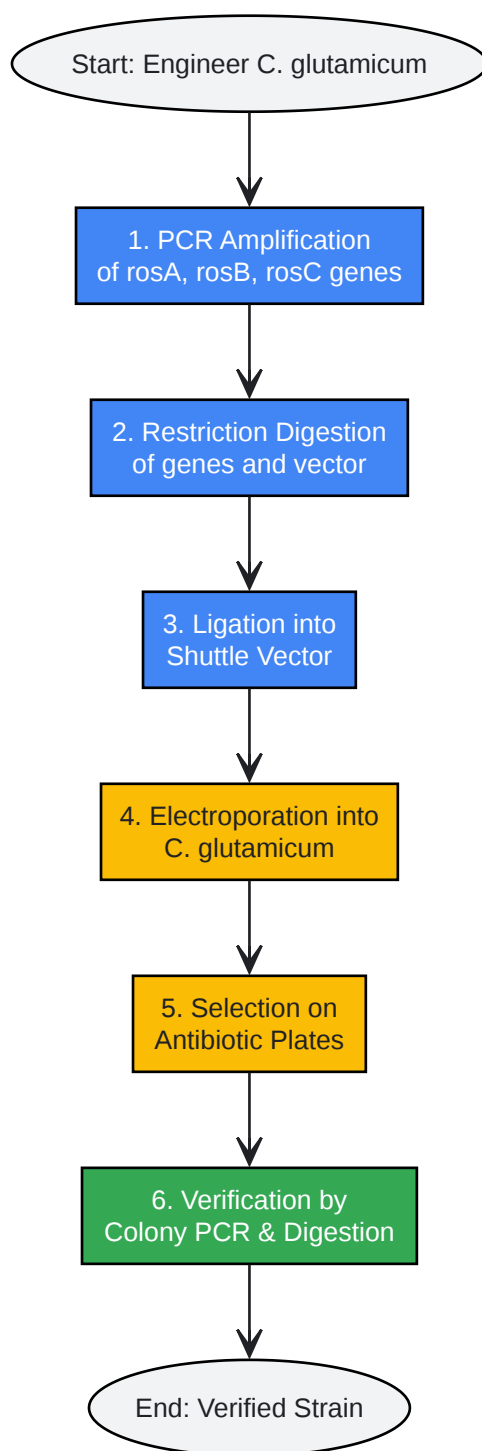 Start: Engineer C. glutamicum
1. PCR Amplification
of rosA, rosB, rosC genes
2. Restriction Digestion
of genes and vector
3. Ligation into
Shuttle Vector
4. Electroporation into
C. glutamicum
5. Selection on
Antibiotic Plates
6. Verification by
Colony PCR & Digestion
End: Verified Strain